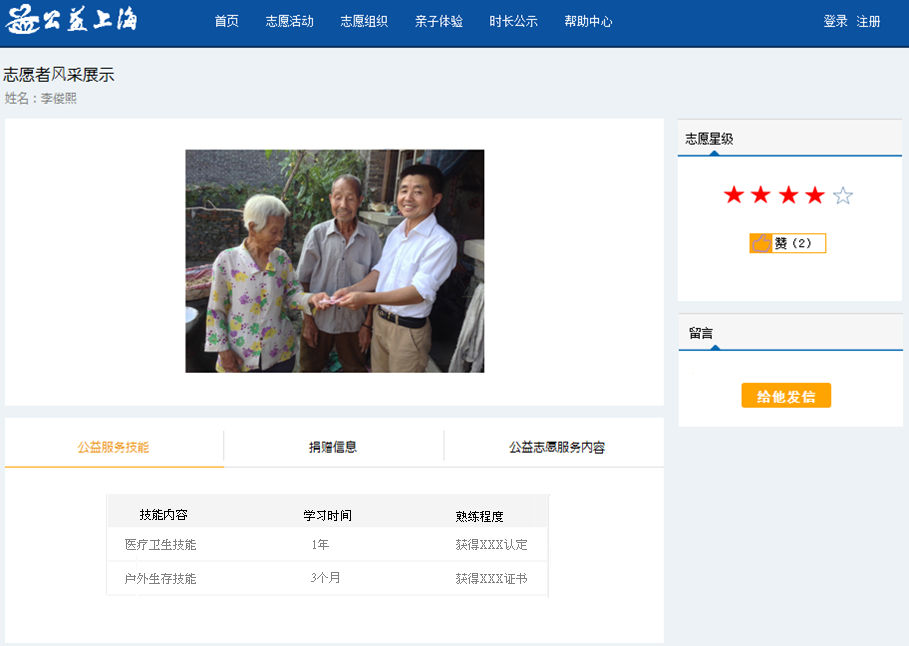 益公益上海
首页 志愿活动 志愿组织 亲子体验 时长公示 帮助中心 登录 注册
志愿者风采展示
姓名：李俊熙
志愿星级
赞（2）
留言
给他发信
公益服务技能 捐赠信息 公益志愿服务内容
技能内容 学习时间 熟练程度
医疗卫生技能 1年 获得XXX认定
户外生存技能 3个月 获得XXX证书